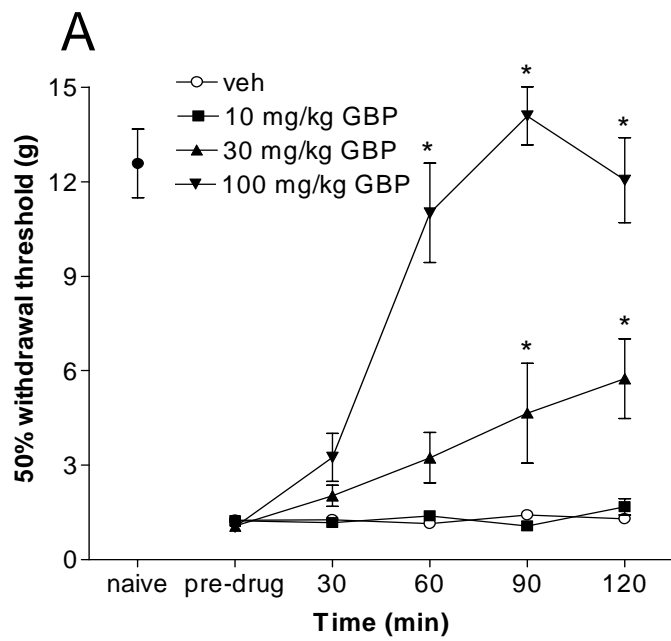 A
15
12
9
6
3
0
50% withdrawal threshold (g)
veh
10 mg/kg GBP
30 mg/kg GBP
100 mg/kg GBP
*
*
*
*
*
naive pre-drug 30 60 90 120
Time (min)